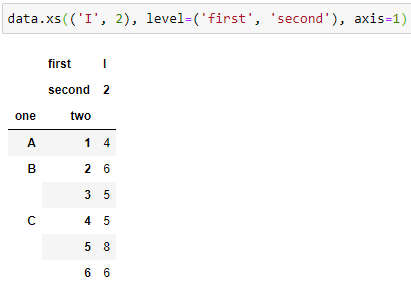 data.xs(('I', 2), level=('first', 'second'), axis=1)
first I
second 2
one two
A 1 4
B 2 6
3 5
C 4 5
5 8
6 6